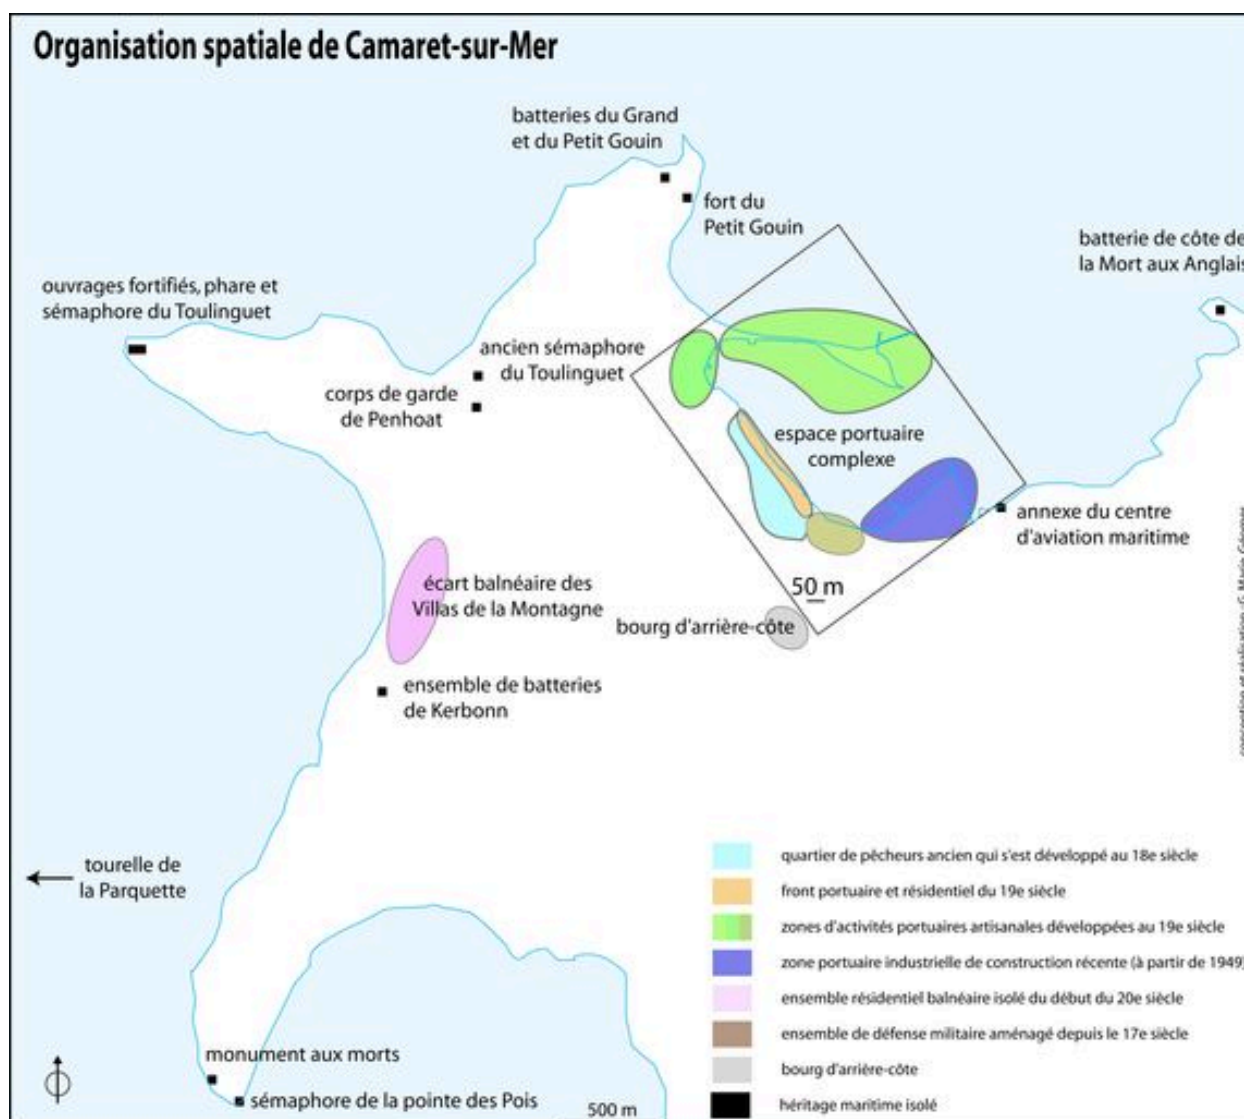 Organisation spatiale de Camaret-sur-Mer
batteries du Grand
et du Petit Gouin
fort du
Petit Gouin
batterie de côte de
la Mort aux Anglais
ouvrages fortifiés, phare et
sémaphore du Toulinguet
ancien sémaphore
du Toulinguet
corps de garde
de Penhoat
espace portuaire
complexe
annexe du centre
d'aviation maritime
50 m
écart balnéaire des
Villas de la Montagne
bourg d'arrière-côte
ensemble de batteries
de Kerbonn
conception et réalisation : G. Marie, Géomer
tourelle de
la Parquette
quartier de pêcheurs ancien qui s'est développé au 18e siècle
front portuaire et résidentiel du 19e siècle
zones d'activités portuaires artisanales développées au 19e siècle
zone portuaire industrielle de construction récente (à partir de 1949)
ensemble résidentiel balnéaire isolé du début du 20e siècle
ensemble de défense militaire aménagé depuis le 17e siècle
bourg d'arrière-côte
héritage maritime isolé
monument aux morts
sémaphore de la pointe des Pois
500 m